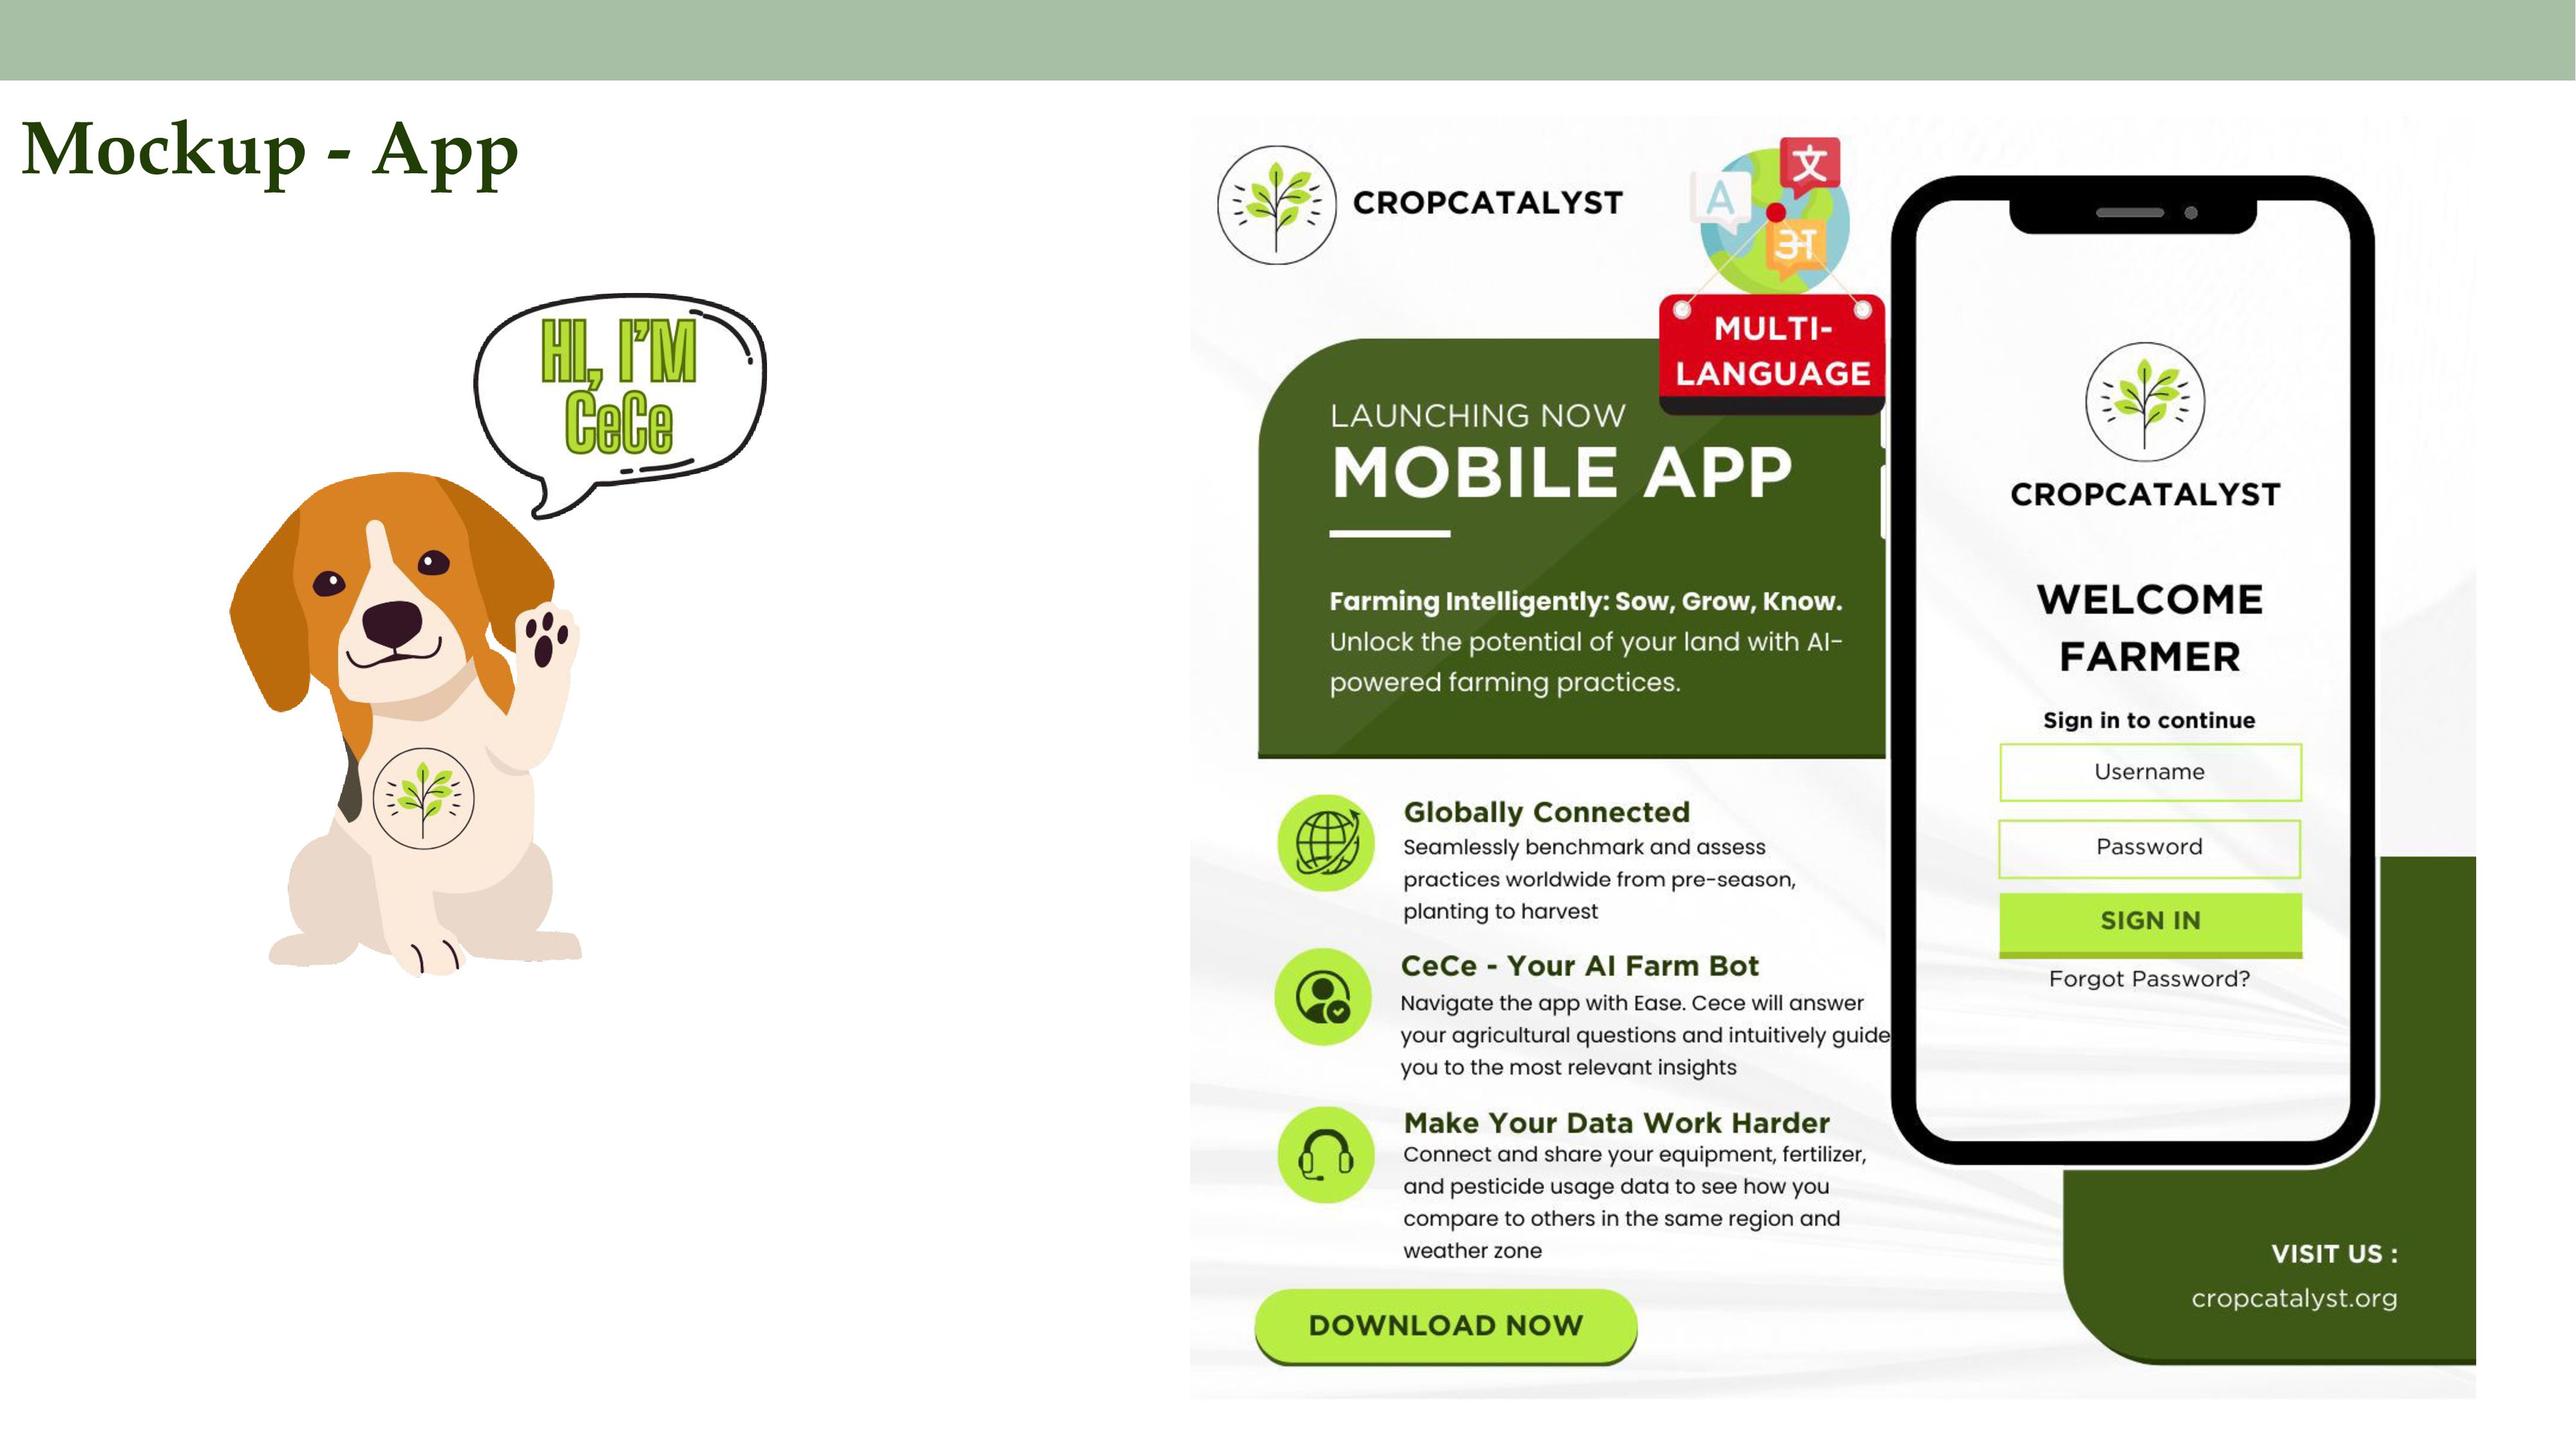 Mockup - App
HI, I'M
CeCe
CROPCATALYST
A
文
अ
MULTI-
LANGUAGE
LAUNCHING NOW
MOBILE APP
Farming Intelligently: Sow, Grow, Know.
Unlock the potential of your land with AI-
powered farming practices.
Globally Connected
Seamlessly benchmark and assess
practices worldwide from pre-season,
planting to harvest
CeCe - Your AI Farm Bot
Navigate the app with Ease. Cece will answer
your agricultural questions and intuitively guide
you to the most relevant insights
Make Your Data Work Harder
Connect and share your equipment, fertilizer,
and pesticide usage data to see how you
compare to others in the same region and
weather zone
DOWNLOAD NOW
CROPCATALYST
WELCOME
FARMER
Sign in to continue
Username
Password
SIGN IN
Forgot Password?
VISIT US :
cropcatalyst.org